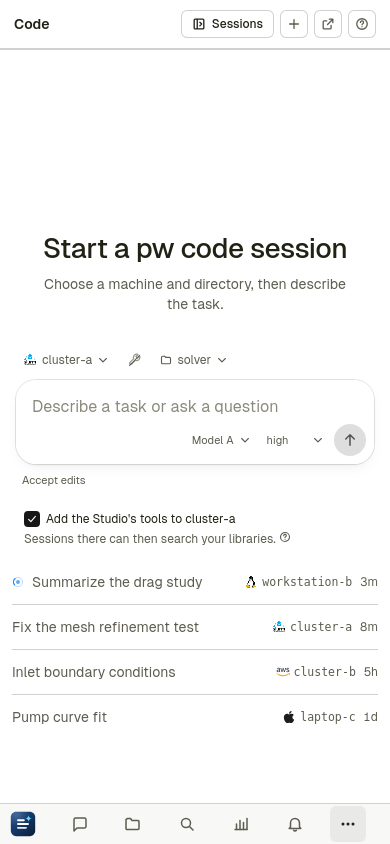 Code
Sessions
Start a pw code session
Choose a machine and directory, then describe
the task.
cluster-a
solver
Describe a task or ask a question
Model A
high
Accept edits
Add the Studio's tools to cluster-a
Sessions there can then search your libraries.
Summarize the drag study
workstation-b 3m
Fix the mesh refinement test
cluster-a 8m
Inlet boundary conditions
aws
cluster-b 5h
Pump curve fit
laptop-c 1d